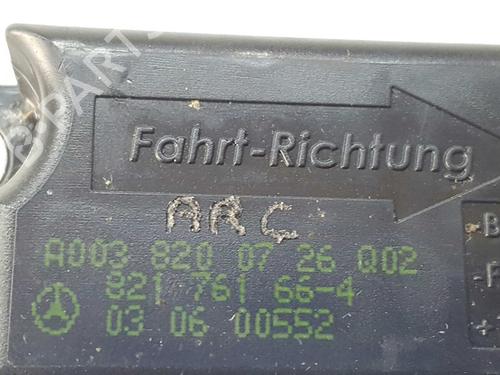 Fahrt-Richtung
ARC
A003 820 07 26 Q02
821 761 66-4
03 06 00552